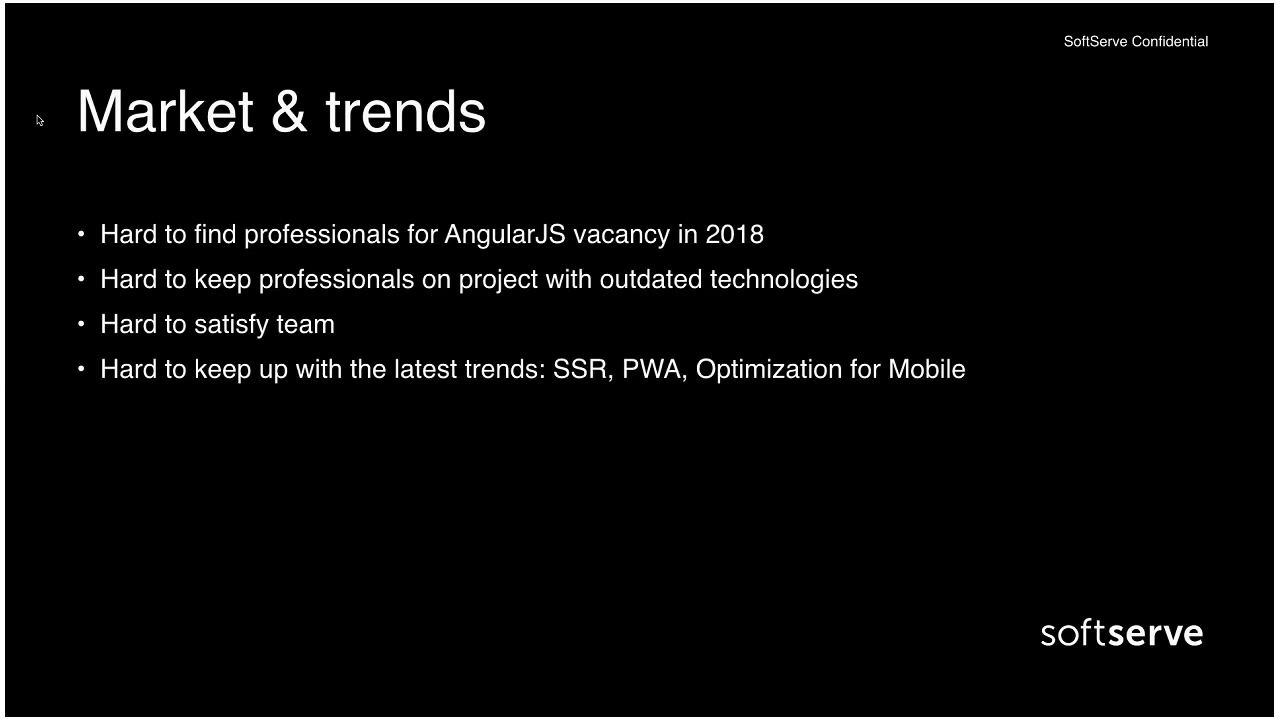 SoftServe Confidential
Market & trends
• Hard to find professionals for AngularJS vacancy in 2018
• Hard to keep professionals on project with outdated technologies
• Hard to satisfy team
• Hard to keep up with the latest trends: SSR, PWA, Optimization for Mobile
softserve